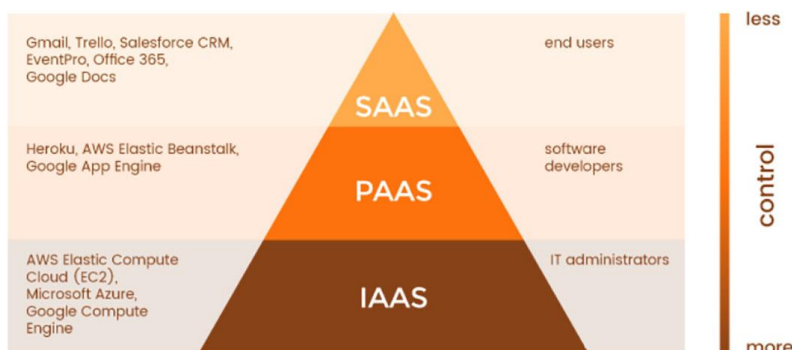 less
Gmail, Trello, Salesforce CRM,
EventPro, Office 365,
Google Docs
SAAS
end users
Heroku, AWS Elastic Beanstalk,
Google App Engine
PAAS
software
developers
control
AWS Elastic Compute
Cloud (EC2),
Microsoft Azure,
Google Compute
Engine
IAAS
IT administrators
more